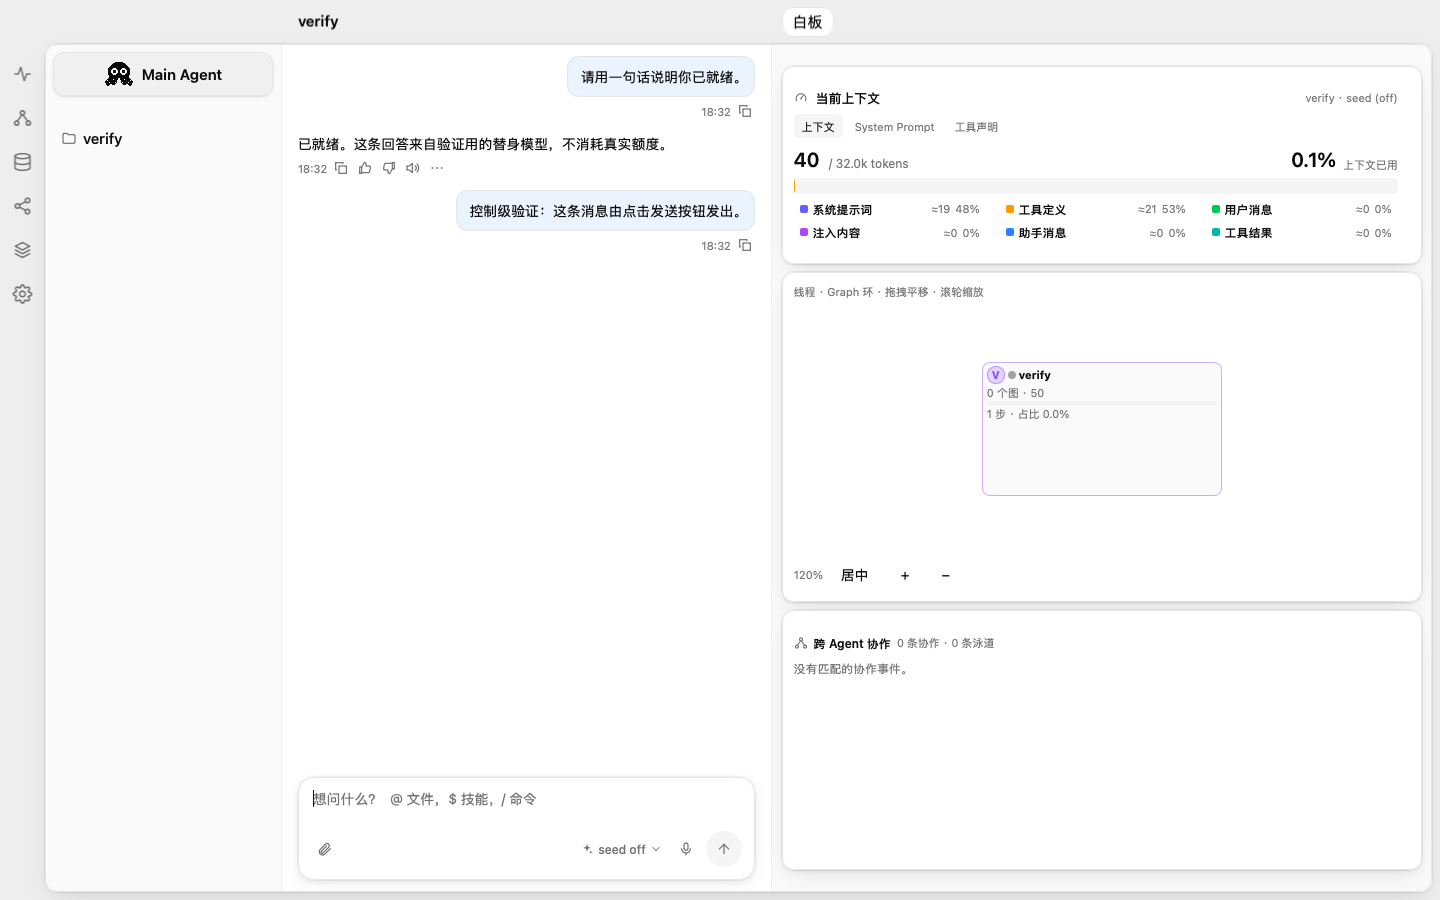 verify
白板
Main Agent
verify
请用一句话说明你已就绪。
18:32
已就绪。这条回答来自验证用的替身模型，不消耗真实额度。
18:32
控制级验证：这条消息由点击发送按钮发出。
18:32
想问什么？ @ 文件，$ 技能，/ 命令
seed off
当前上下文
verify · seed (off)
上下文 System Prompt 工具声明
40 / 32.0k tokens
0.1% 上下文已用
系统提示词 ≈19 48%
工具定义 ≈21 53%
用户消息 ≈0 0%
注入内容 ≈0 0%
助手消息 ≈0 0%
工具结果 ≈0 0%
线程 · Graph 环 · 拖拽平移 · 滚轮缩放
V verify
0 个图 · 50
1 步 · 占比 0.0%
120% 居中 + −
跨 Agent 协作 0 条协作 · 0 条泳道
没有匹配的协作事件。